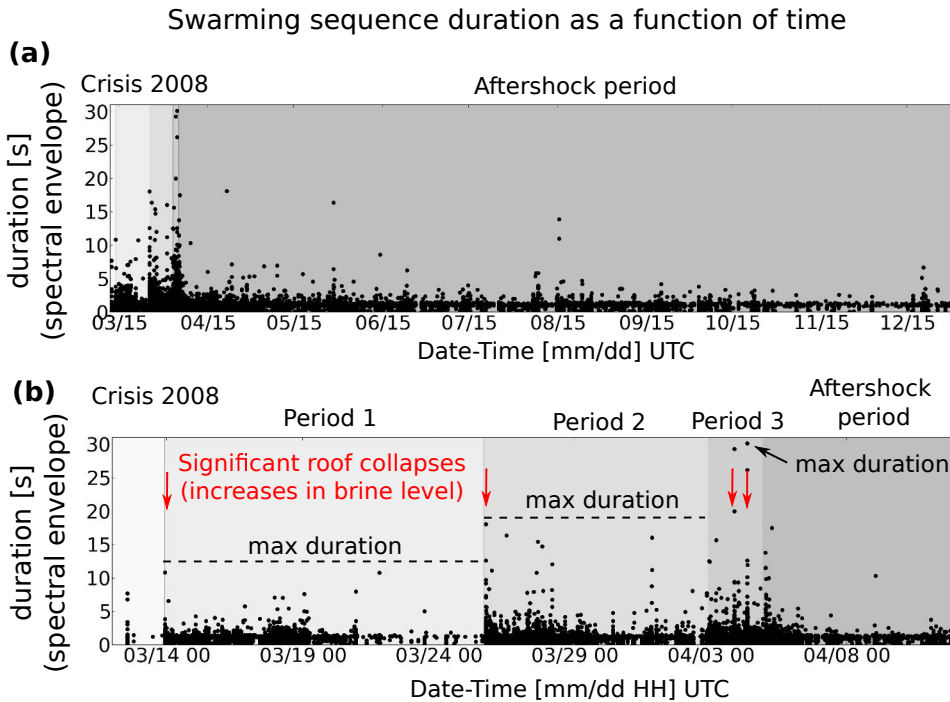 Swarming sequence duration as a function of time
(a)
Crisis 2008
Aftershock period
duration [s]
(spectral envelope)
30
25
20
15
10
5
0
03/15 04/15 05/15 06/15 07/15 08/15 09/15 10/15 11/15 12/15
Date-Time [mm/dd] UTC
(b)
Crisis 2008
Period 1
Period 2
Period 3
Aftershock
period
duration [s]
(spectral envelope)
30
25
20
15
10
5
0
Significant roof collapses
(increases in brine level)
max duration
max duration
max duration
03/14 00 03/19 00 03/24 00 03/29 00 04/03 00 04/08 00
Date-Time [mm/dd HH] UTC